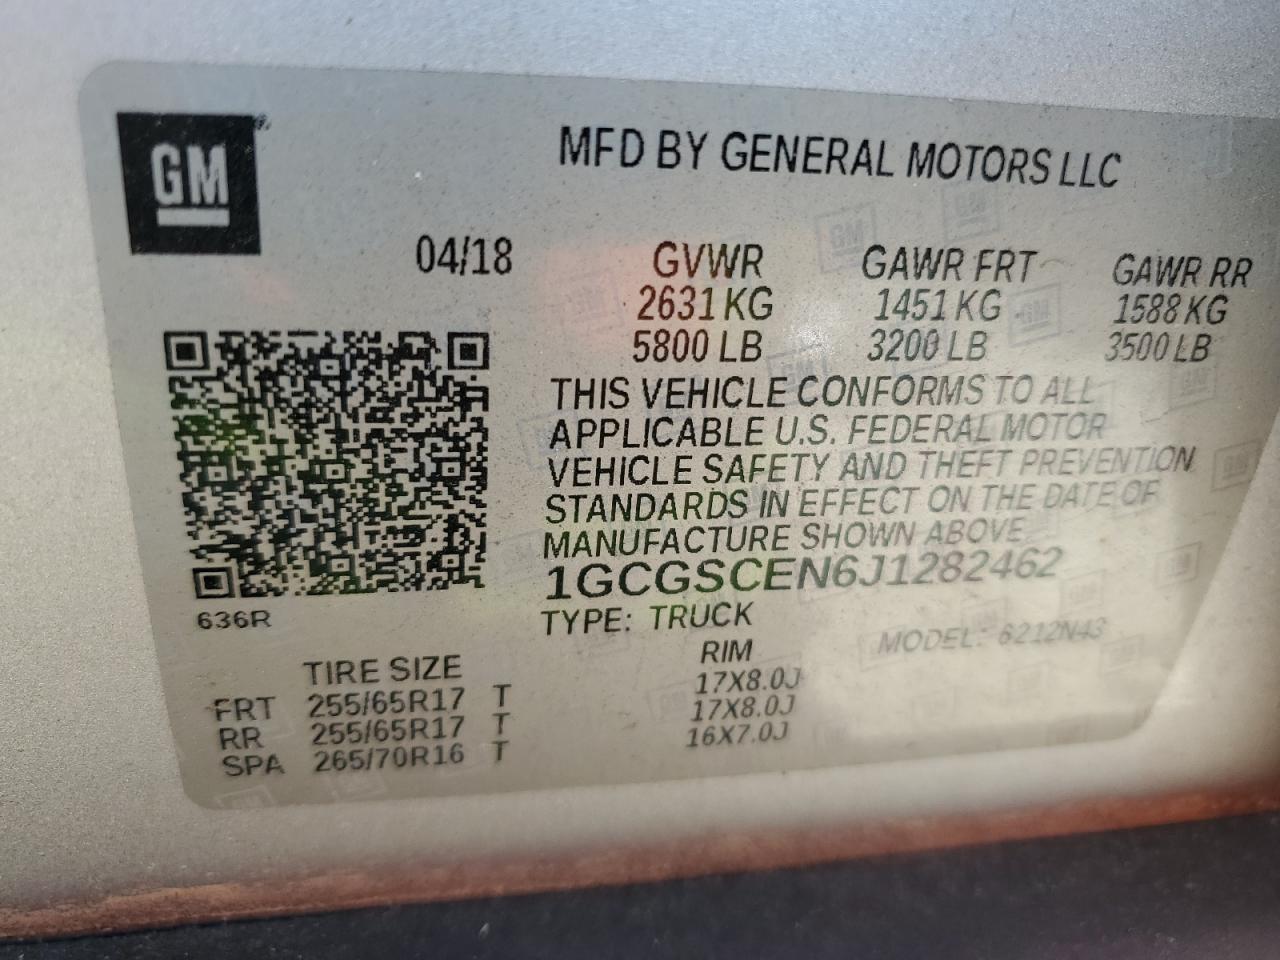 GM
MFD BY GENERAL MOTORS LLC
04/18 GVWR GAWR FRT GAWR RR
2631 KG 1451 KG 1588 KG
5800 LB 3200 LB 3500 LB
THIS VEHICLE CONFORMS TO ALL
APPLICABLE U.S. FEDERAL MOTOR
VEHICLE SAFETY AND THEFT PREVENTION
STANDARDS IN EFFECT ON THE DATE OF
MANUFACTURE SHOWN ABOVE
1GCGSCEN6J1282462
636R
TYPE: TRUCK MODEL: 6212N43
TIRE SIZE RIM
FRT 255/65R17 T 17X8.0J
RR 255/65R17 T 17X8.0J
SPA 265/70R16 T 16X7.0J